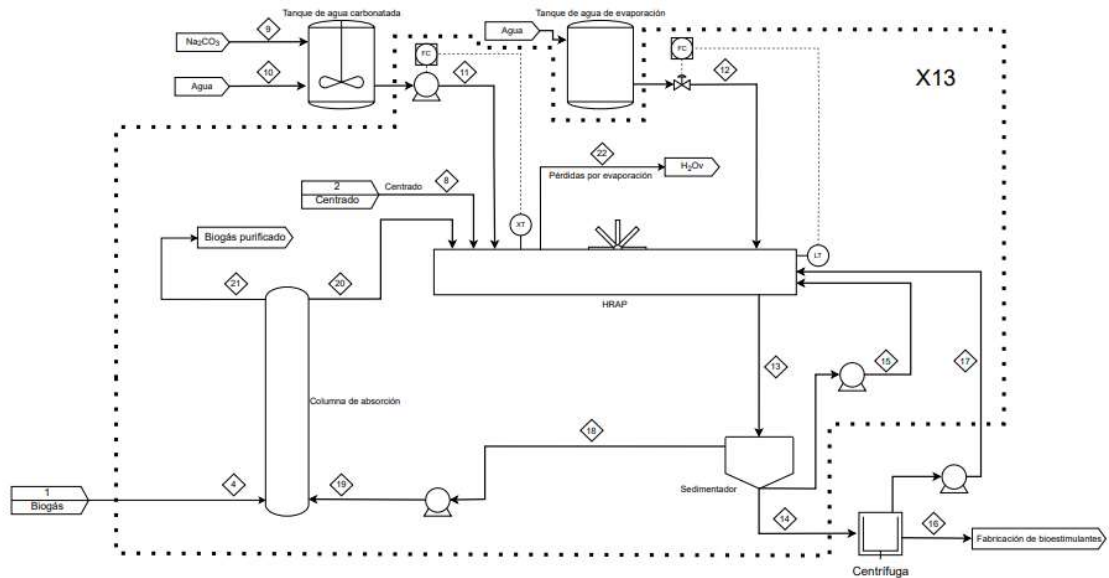 Tanque de agua carbonatada
Tanque de agua de evaporación
9
Na₂CO₃
Agua
FC
FC
X13
10
Agua
11
12
22
H₂Ov
Pérdidas por evaporación
2
Centrado
Centrado
8
XT
Biogás purificado
LT
21
20
HRAP
13
15
17
Columna de absorción
18
1
Biogás
4
19
Sedimentador
14
16
Fabricación de bioestimulantes
Centrífuga